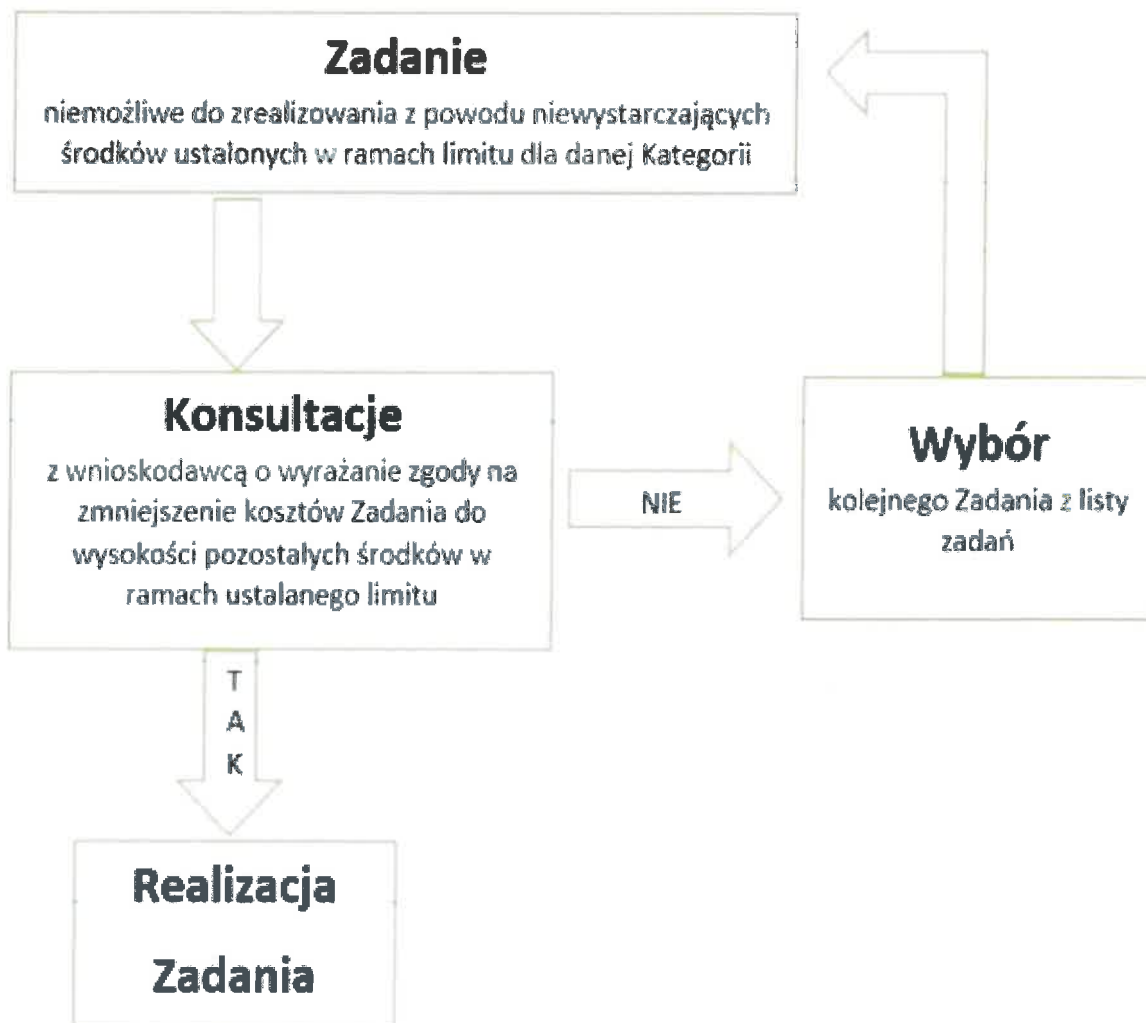 Zadanie
niemożliwe do zrealizowania z powodu niewystarczających
środków ustalonych w ramach limitu dla danej Kategorii
Konsultacje
z wnioskodawcą o wyrażanie zgody na
zmniejszenie kosztów Zadania do
wysokości pozostałych środków w
ramach ustalanego limitu
NIE
Wybór
kolejnego Zadania z listy
zadań
T
A
K
Realizacja
Zadania